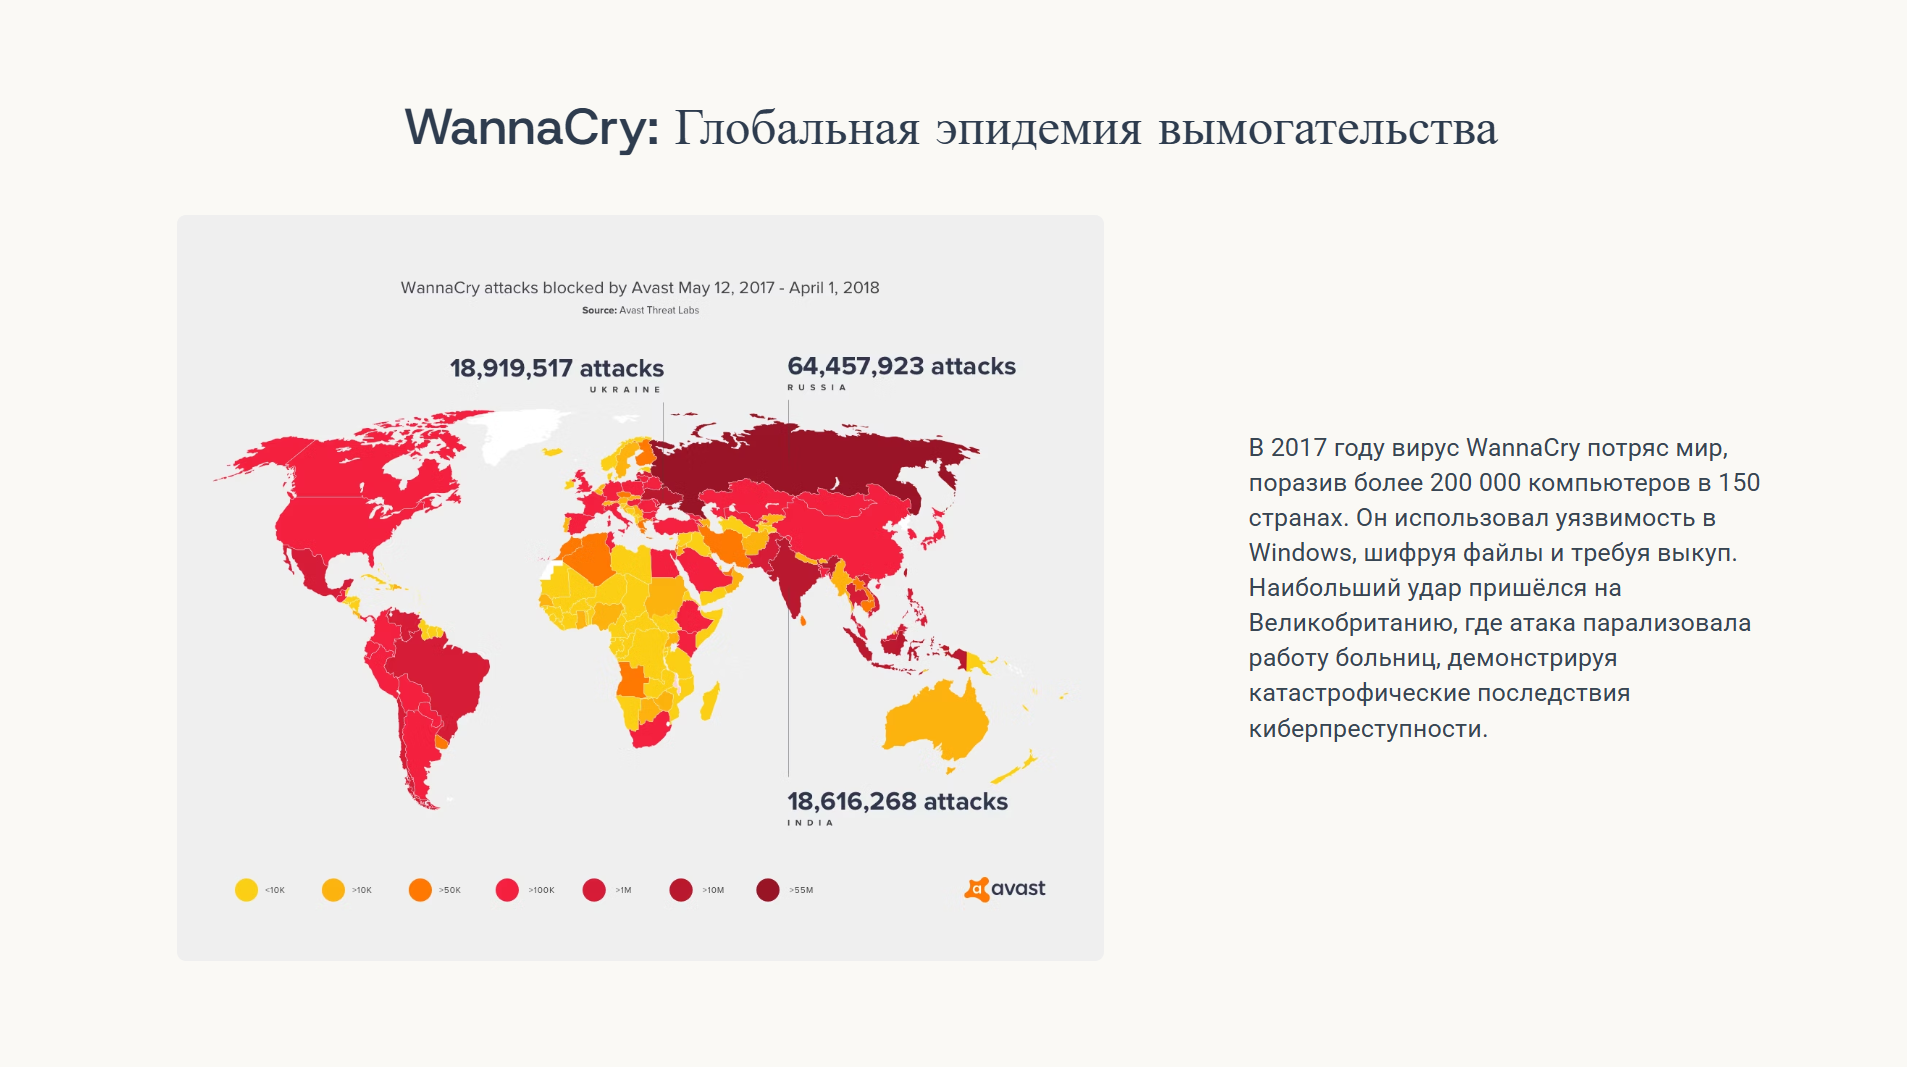 WannaCry: Глобальная эпидемия вымогательства
WannaCry attacks blocked by Avast May 12, 2017 - April 1, 2018
Source: Avast Threat Labs
18,919,517 attacks
UKRAINE
64,457,923 attacks
RUSSIA
18,616,268 attacks
INDIA
<10K >10K >50K >100K >1M >10M >55M
avast
В 2017 году вирус WannaCry потряс мир,
поразив более 200 000 компьютеров в 150
странах. Он использовал уязвимость в
Windows, шифруя файлы и требуя выкуп.
Наибольший удар пришёлся на
Великобританию, где атака парализовала
работу больниц, демонстрируя
катастрофические последствия
киберпреступности.